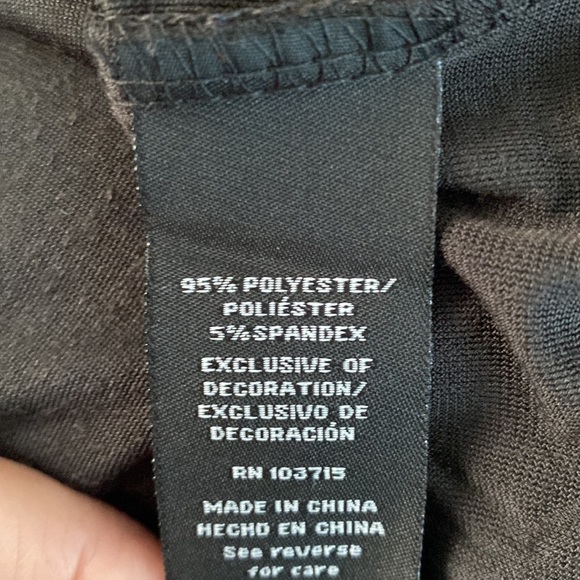 95% POLYESTER/
POLIÉSTER
5% SPANDEX
EXCLUSIVE OF
DECORATION/
EXCLUSIVO DE
DECORACIÓN
RN 103715
MADE IN CHINA
HECHO EN CHINA
See reverse
for care